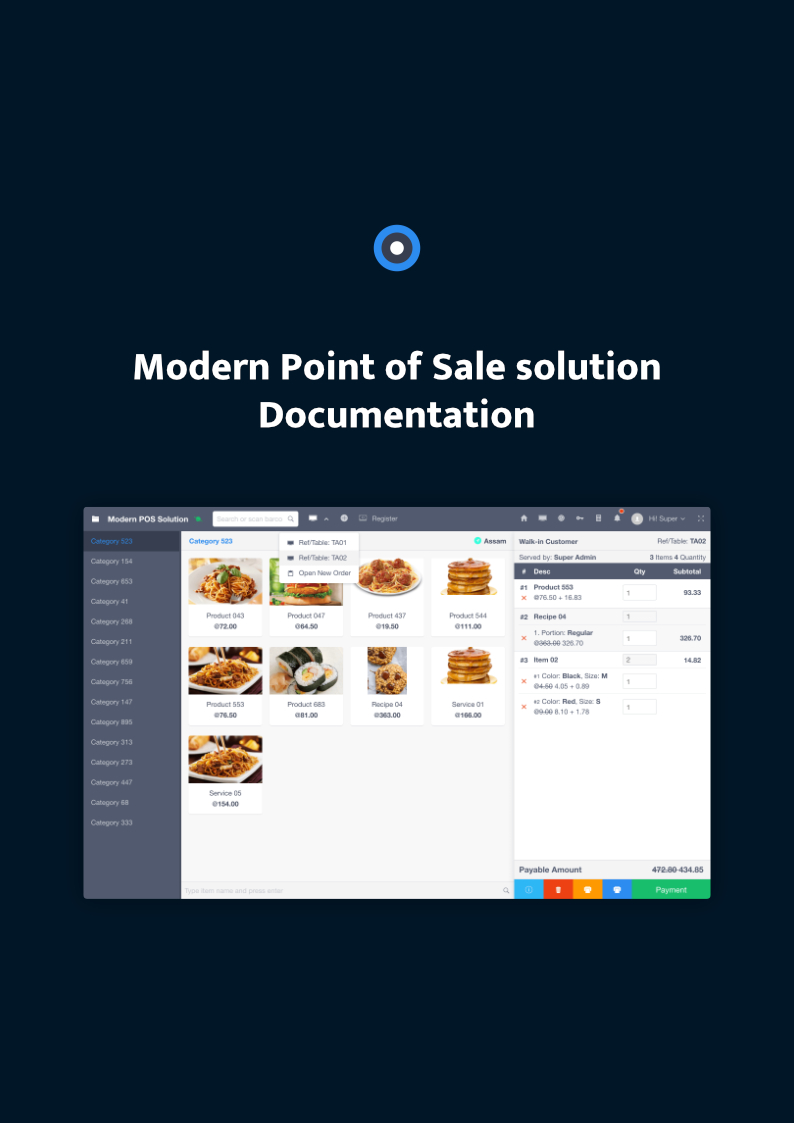 Modern Point of Sale solution
Documentation
Modern POS Solution
Search or scan barco
Register
Hi! Super
Category 523
Category 154
Category 653
Category 41
Category 268
Category 211
Category 659
Category 756
Category 147
Category 895
Category 313
Category 273
Category 447
Category 68
Category 333
Category 523
Assam
Ref/Table: TA01
Ref/Table: TA02
Open New Order
Product 043
@72.00
Product 047
@64.50
Product 437
@19.50
Product 544
@111.00
Product 553
@76.50
Product 683
@81.00
Recipe 04
@363.00
Service 01
@166.00
Service 05
@154.00
Type item name and press enter
Walk-in Customer Ref/Table: TA02
Served by: Super Admin 3 Items 4 Quantity
# Desc Qty Subtotal
#1 Product 553 1 93.33
@76.50 + 16.83
#2 Recipe 04 1
1. Portion: Regular 1 326.70
@363.00 326.70
#3 Item 02 2 14.82
#1 Color: Black, Size: M 1
@4.50 4.05 + 0.89
#2 Color: Red, Size: S 1
@9.00 8.10 + 1.78
Payable Amount 472.80 434.85
Payment